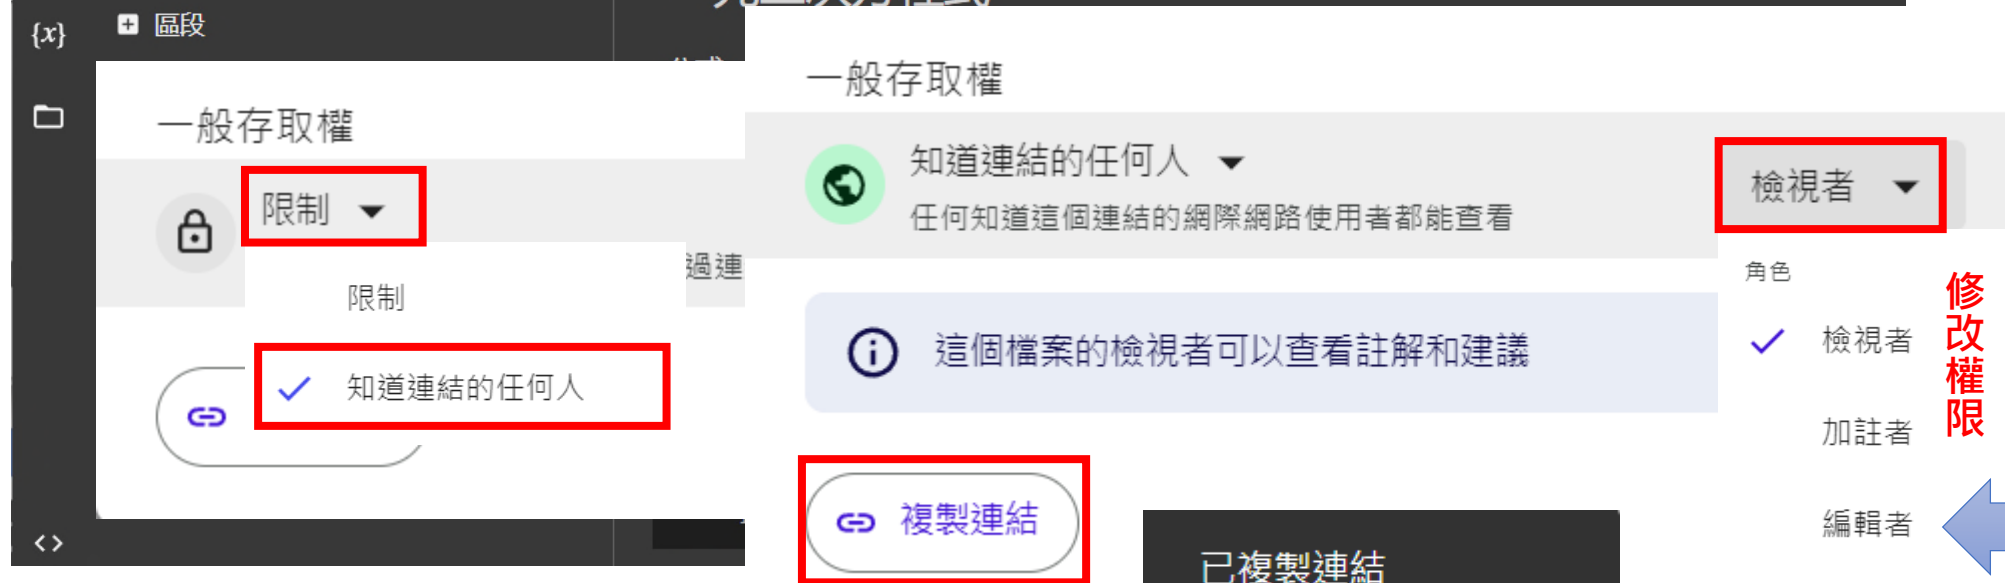 {x}
區段
一般存取權
限制
限制
過連
知道連結的任何人
<>
一般存取權
知道連結的任何人
任何知道這個連結的網際網路使用者都能查看
檢視者
這個檔案的檢視者可以查看註解和建議
角色
檢視者
加註者
編輯者
修改權限
複製連結
已複製連結